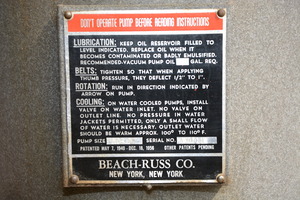 DON'T OPERATE PUMP BEFORE READING INSTRUCTIONS
LUBRICATION: KEEP OIL RESERVOIR FILLED TO
LEVEL INDICATED. REPLACE OIL WHEN IT
BECOMES CONTAMINATED OR BADLY EMULSIFIED.
RECOMMENDED-VACUUM PUMP OIL GAL. REQ.
BELTS: TIGHTEN SO THAT WHEN APPLYING
THUMB PRESSURE, THEY DEFLECT 1/2" TO 1".
ROTATION: RUN IN DIRECTION INDICATED BY
ARROW ON PUMP.
COOLING: ON WATER COOLED PUMPS, INSTALL
VALVE ON WATER INLET. NO VALVE ON
OUTLET LINE. NO PRESSURE IN WATER
JACKETS PERMITTED, ONLY A SMALL FLOW
OF WATER IS NECESSARY. OUTLET WATER
SHOULD BE WARM APPROX. 100° TO 110° F.
PUMP SIZE SERIAL NO.
PATENTED MAY 7, 1940 - DEC. 18, 1956 OTHER PATENTS PENDING
BEACH-RUSS CO.
NEW YORK, NEW YORK